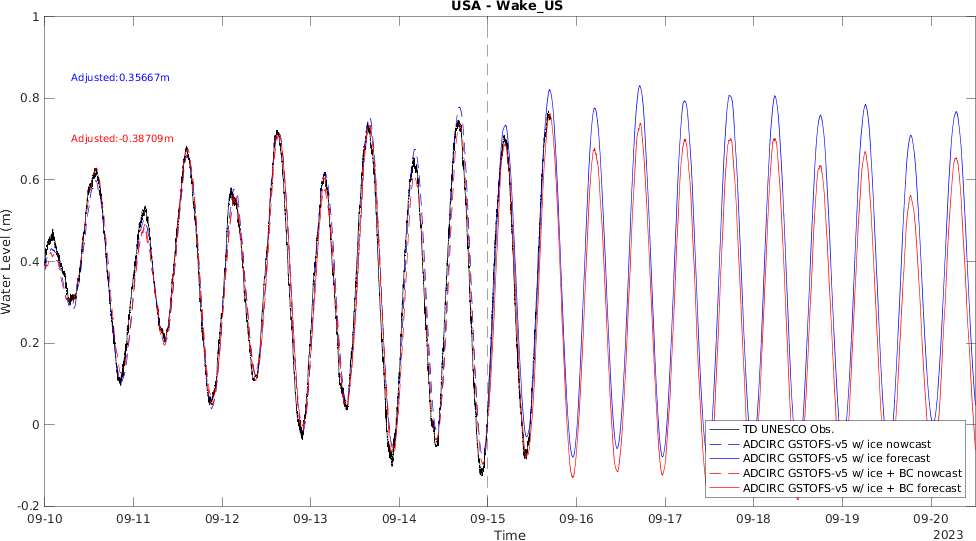 USA - Wake_US
Adjusted:0.35667m
Adjusted:-0.38709m
Water Level (m)
1
0.8
0.6
0.4
0.2
0
-0.2
TD UNESCO Obs.
ADCIRC GSTOFS-v5 w/ ice nowcast
ADCIRC GSTOFS-v5 w/ ice forecast
ADCIRC GSTOFS-v5 w/ ice + BC nowcast
ADCIRC GSTOFS-v5 w/ ice + BC forecast
09-10 09-11 09-12 09-13 09-14 09-15 09-16 09-17 09-18 09-19 09-20
Time
2023